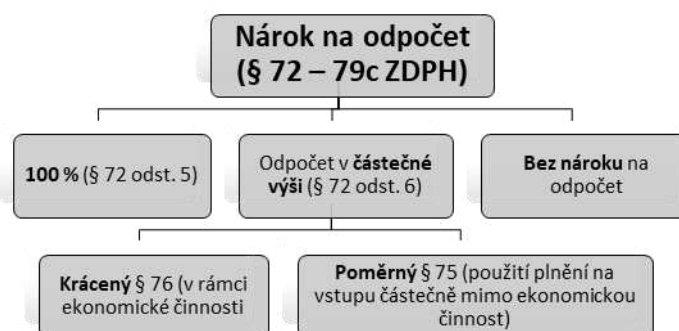 Nárok na odpočet
(§ 72 – 79c ZDPH)
100 % (§ 72 odst. 5)
Odpočet v částečné
výši (§ 72 odst. 6)
Bez nároku na
odpočet
Krácený § 76 (v rámci
ekonomické činnosti
Poměrný § 75 (použití plnění na
vstupu částečně mimo ekonomickou
činnost)